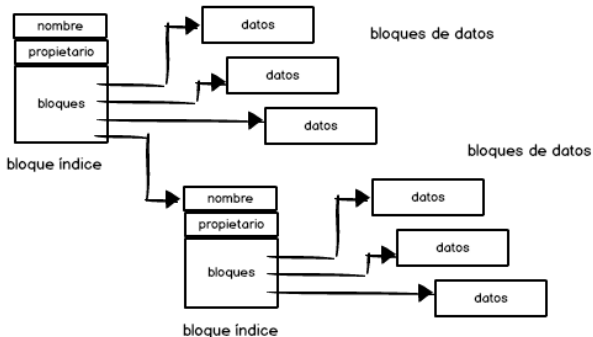 nombre
propietario
bloques
bloque índice
datos
datos
datos
bloques de datos
nombre
propietario
bloques
bloque índice
datos
datos
datos
bloques de datos